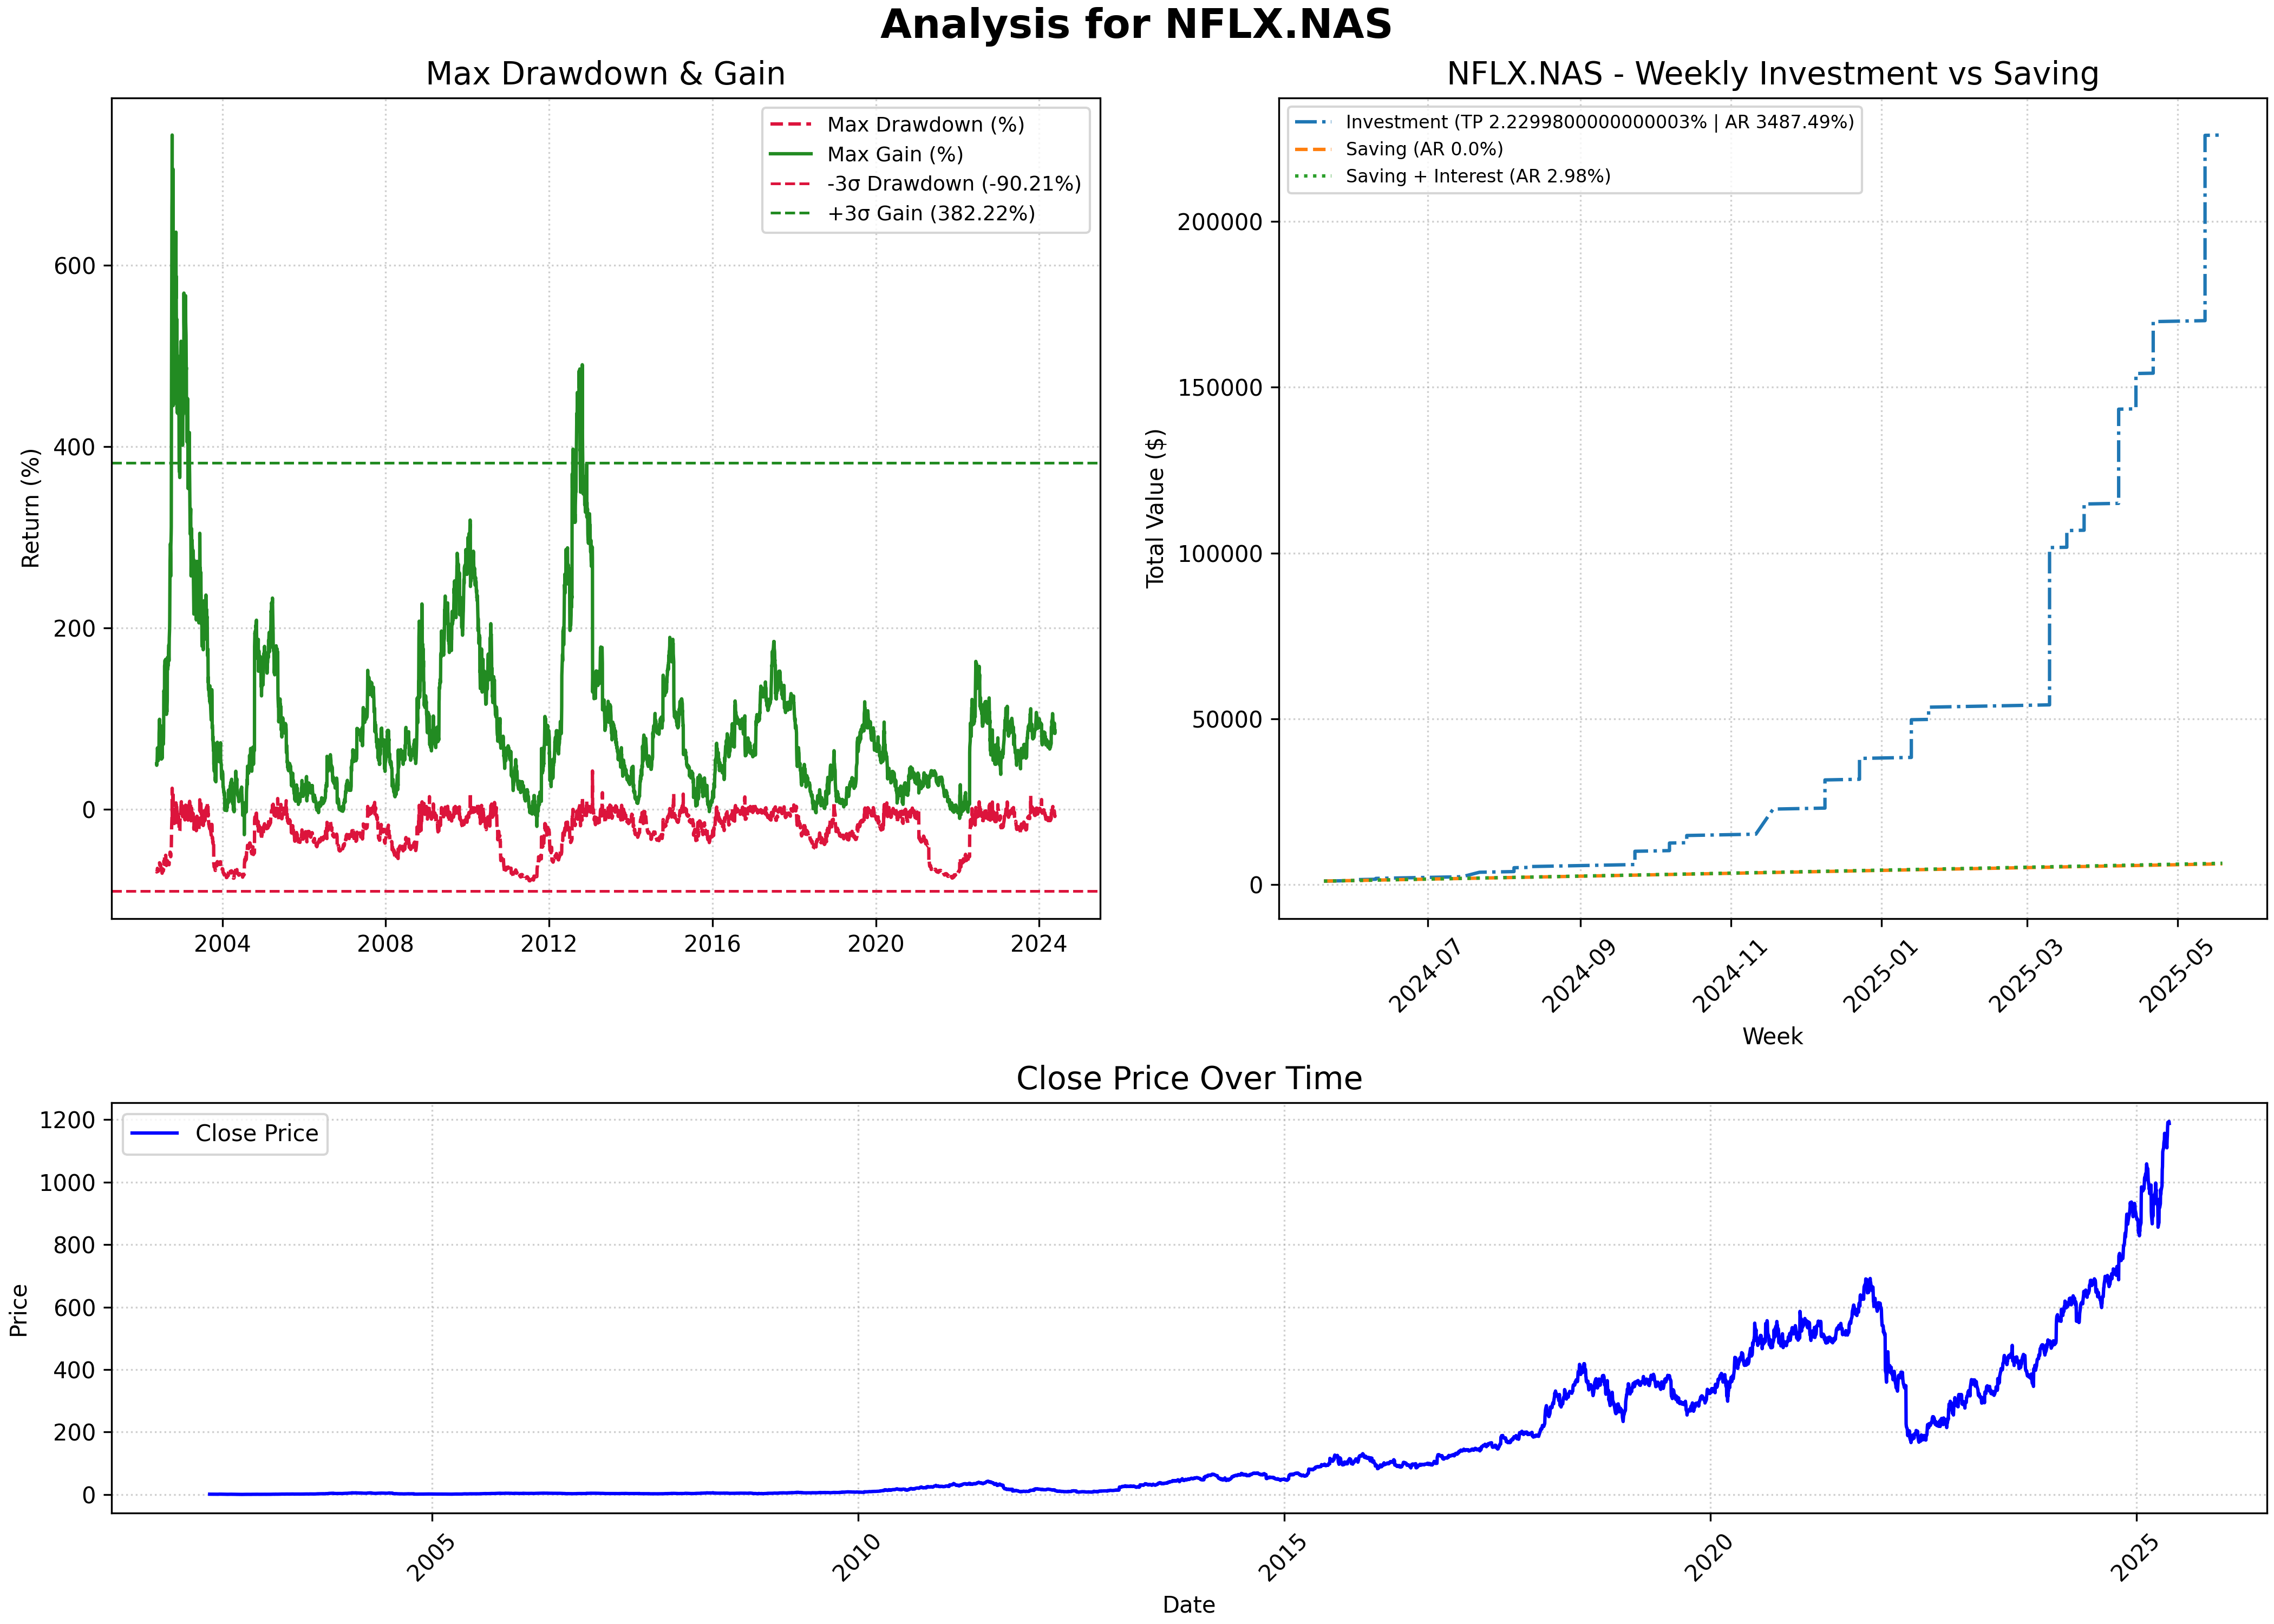 Analysis for NFLX.NAS
Max Drawdown & Gain
Max Drawdown (%)
Max Gain (%)
-3σ Drawdown (-90.21%)
+3σ Gain (382.22%)
Return (%)
600
400
200
0
2004
2008
2012
2016
2020
2024
NFLX.NAS - Weekly Investment vs Saving
Investment (TP 2.2299800000000003% | AR 3487.49%)
Saving (AR 0.0%)
Saving + Interest (AR 2.98%)
Total Value ($)
200000
150000
100000
50000
0
2024-07
2024-09
2024-11
2025-01
2025-03
2025-05
Week
Close Price Over Time
Close Price
Price
1200
1000
800
600
400
200
0
2005
2010
2015
2020
2025
Date